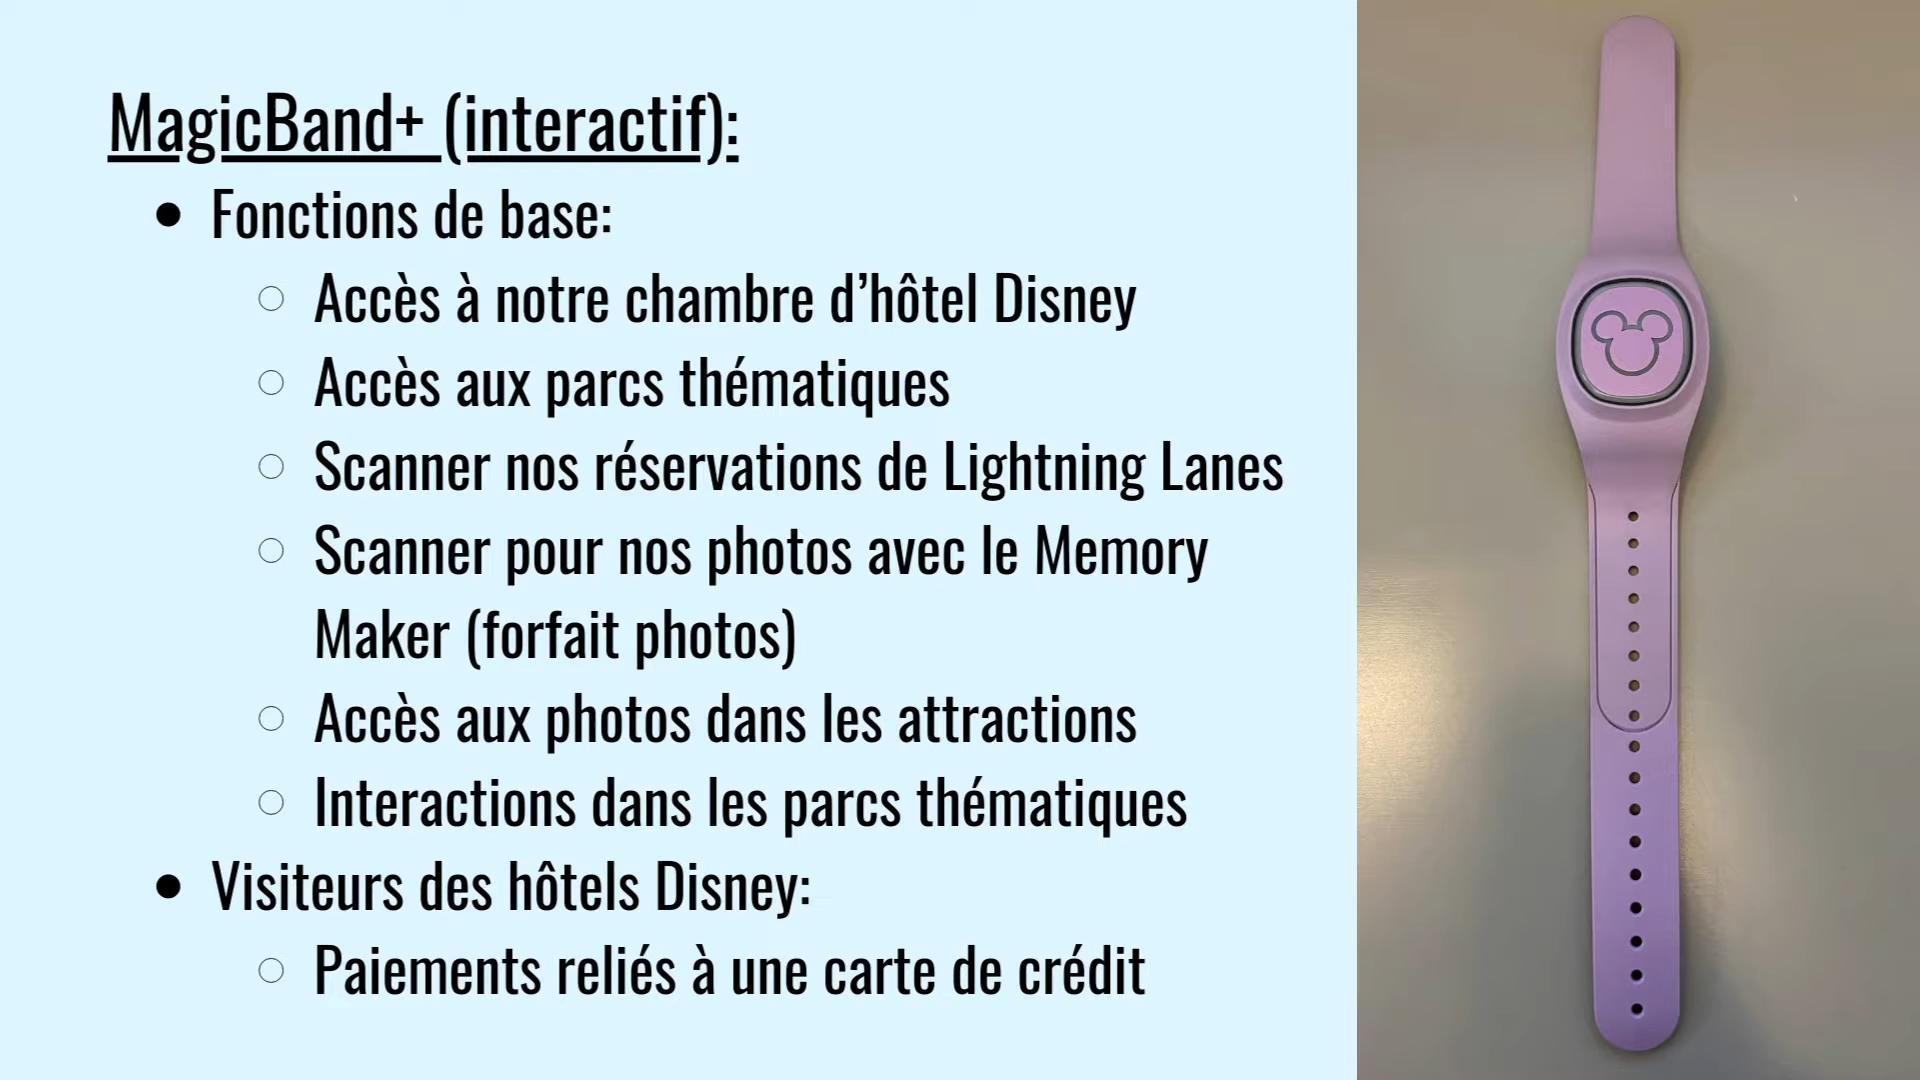 MagicBand+ (interactif):
Fonctions de base:
Accès à notre chambre d’hôtel Disney
Accès aux parcs thématiques
Scanner nos réservations de Lightning Lanes
Scanner pour nos photos avec le Memory
Maker (forfait photos)
Accès aux photos dans les attractions
Interactions dans les parcs thématiques
Visiteurs des hôtels Disney:
Paiements reliés à une carte de crédit